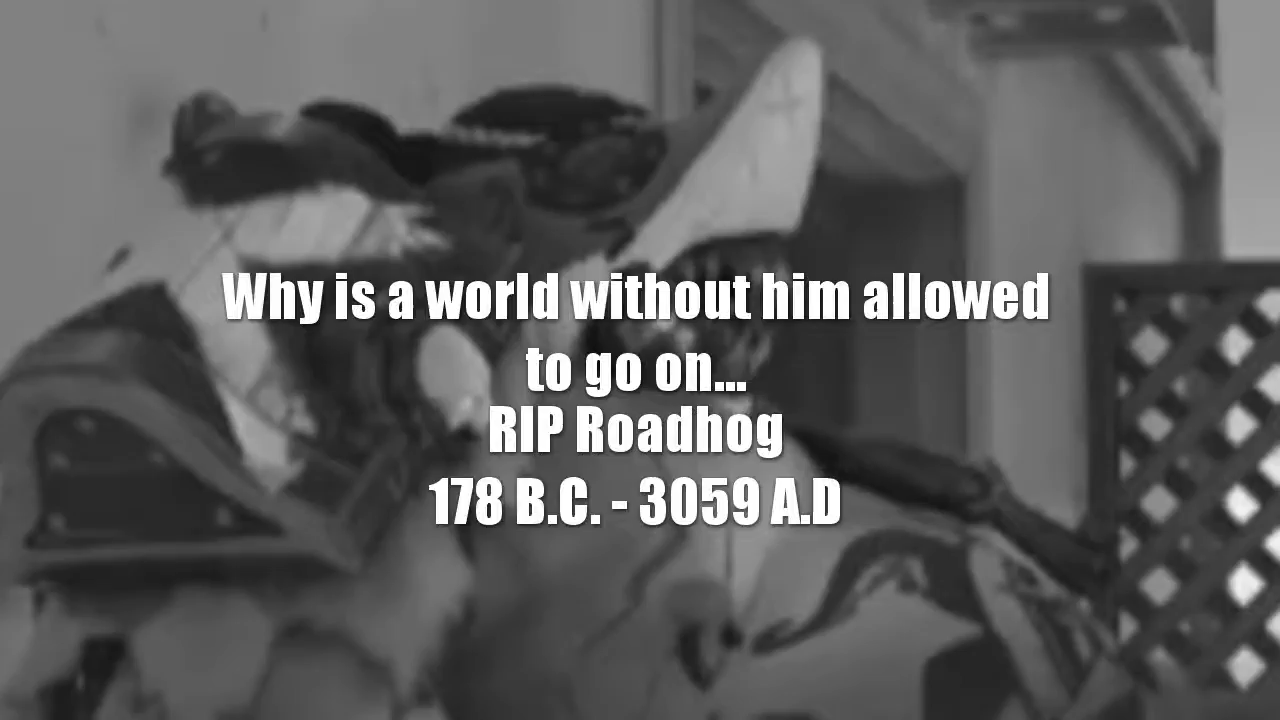 Why is a world without him allowed
to go on...
RIP Roadhog
178 B.C. - 3059 A.D